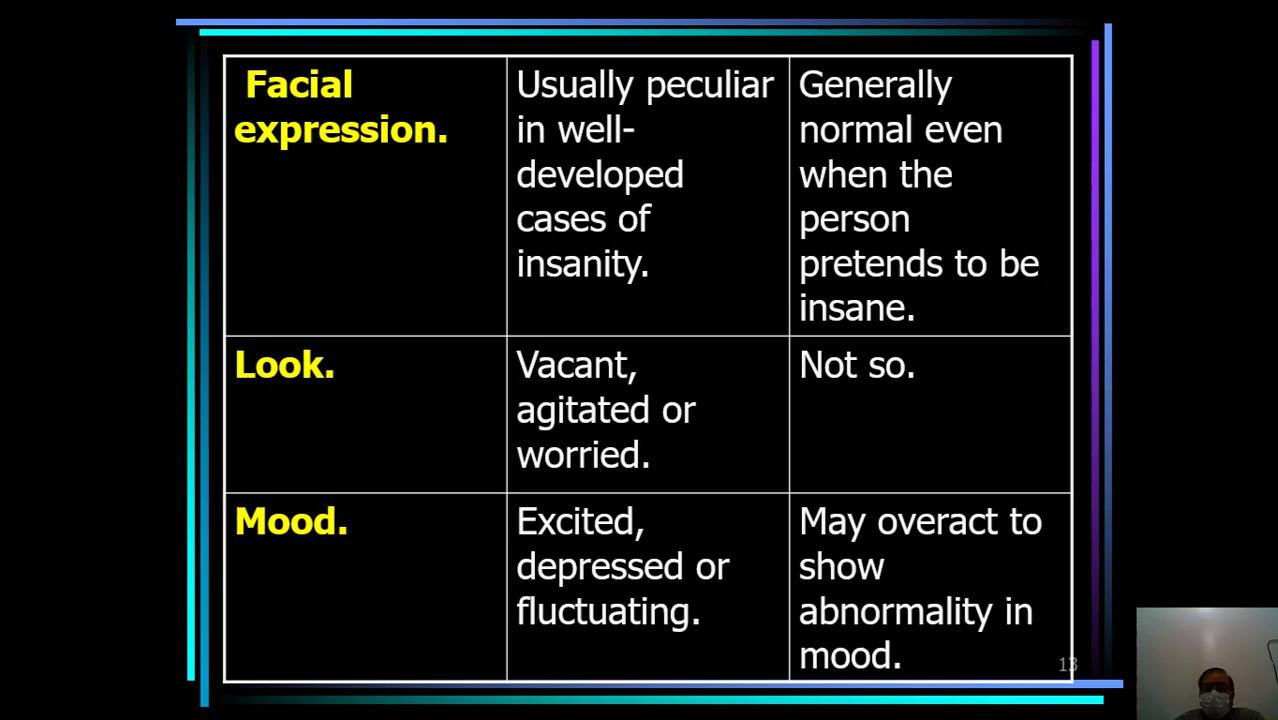 Facial
expression.
Usually peculiar
in well-
developed
cases of
insanity.
Generally
normal even
when the
person
pretends to be
insane.
Look.
Vacant,
agitated or
worried.
Not so.
Mood.
Excited,
depressed or
fluctuating.
May overact to
show
abnormality in
mood.
13